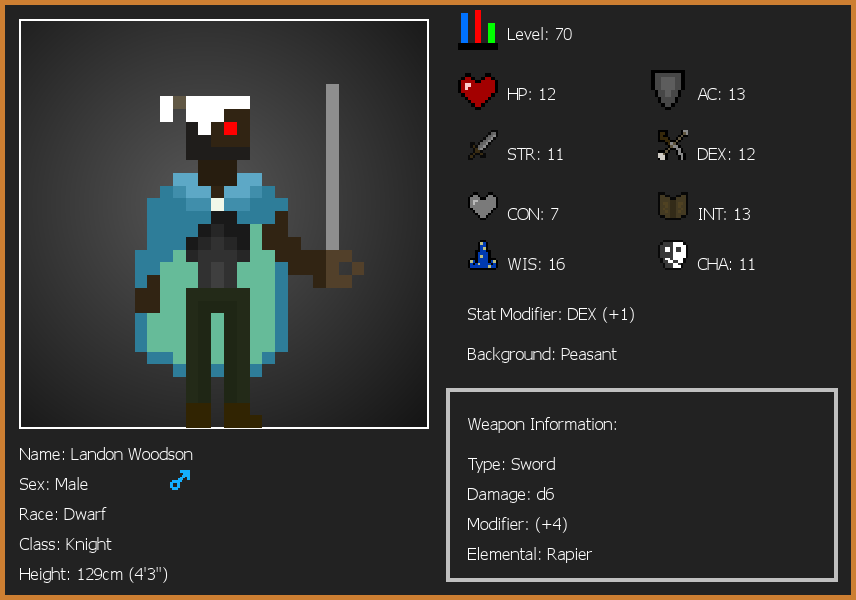 Level: 70
HP: 12
AC: 13
STR: 11
DEX: 12
CON: 7
INT: 13
WIS: 16
CHA: 11
Stat Modifier: DEX (+1)
Background: Peasant
Weapon Information:
Type: Sword
Damage: d6
Modifier: (+4)
Elemental: Rapier
Name: Landon Woodson
Sex: Male
Race: Dwarf
Class: Knight
Height: 129cm (4'3")